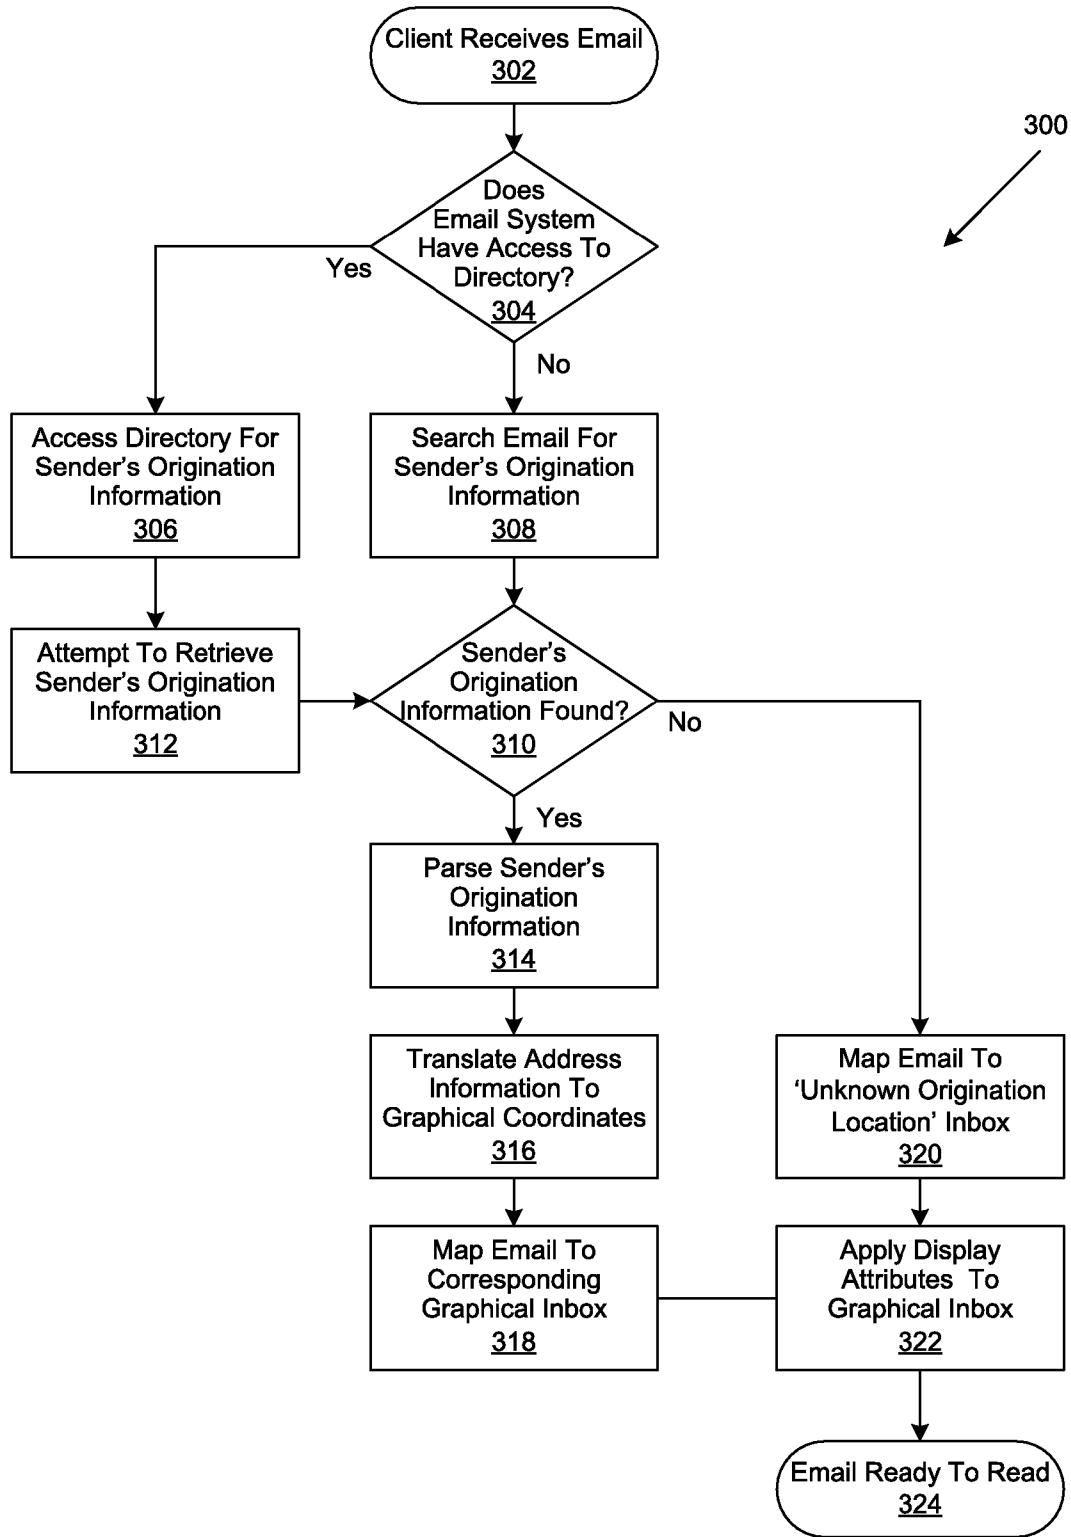 Client Receives Email
302
300
Does
Email System
Have Access To
Directory?
304
Yes
No
Access Directory For
Sender's Origination
Information
306
Search Email For
Sender's Origination
Information
308
Attempt To Retrieve
Sender's Origination
Information
312
Sender's
Origination
Information Found?
310
No
Yes
Parse Sender's
Origination
Information
314
Translate Address
Information To
Graphical Coordinates
316
Map Email To
‘Unknown Origination
Location’ Inbox
320
Map Email To
Corresponding
Graphical Inbox
318
Apply Display
Attributes To
Graphical Inbox
322
Email Ready To Read
324